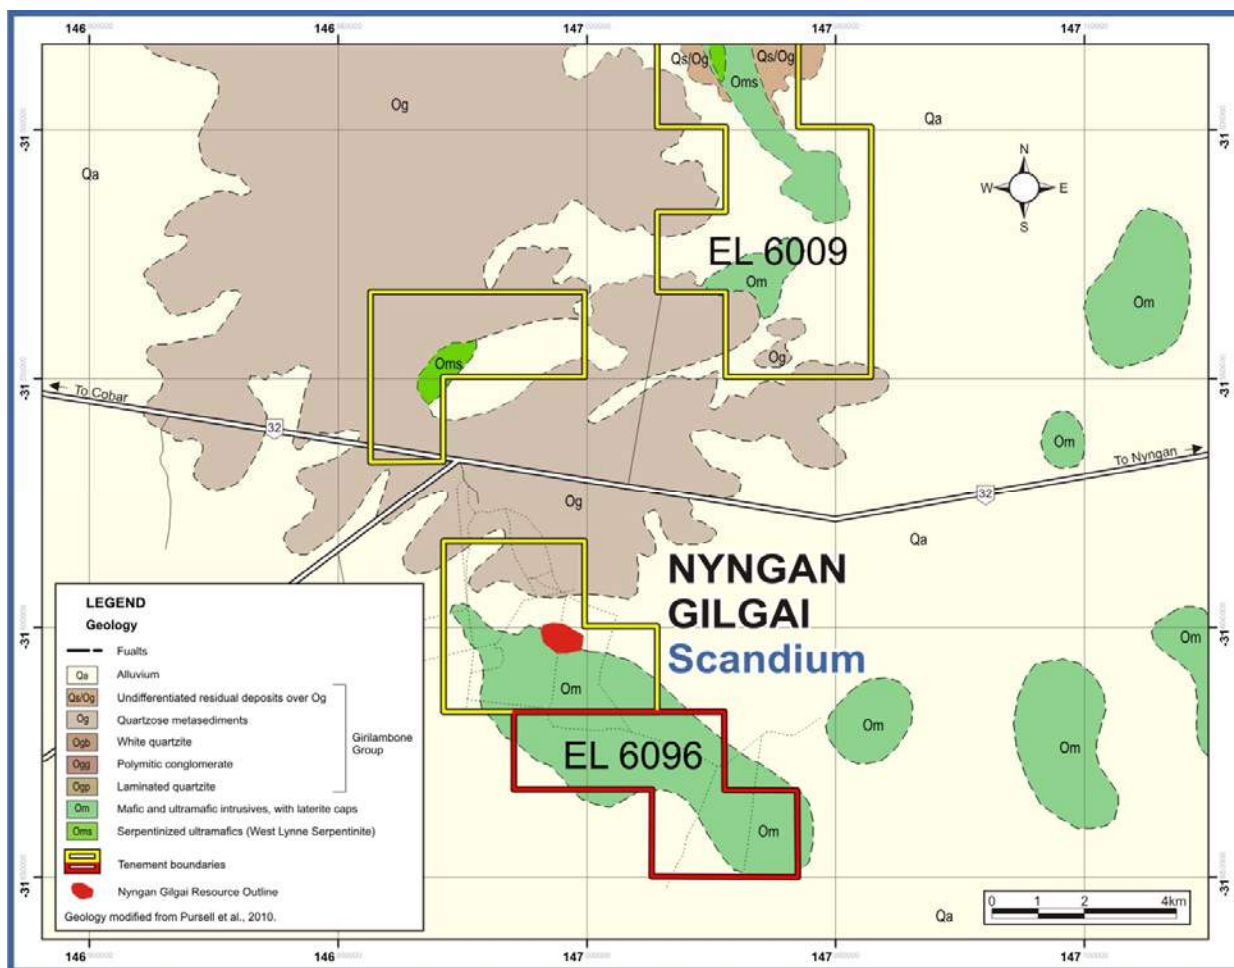 146 147 147 147
Qs/Og Qs/Og
Oms
Og
Qa
-31 -31
Qa
N
W E
S
EL 6009
Om
Om
Oms
Og
-31 -31
To Cobar
32
Om
To Nyngan
32
Og
Qa
NYNGAN
GILGAI
Scandium
-31 -31
Om
Om
Om
Om
EL 6096
Om
Om
-31 -31
Qa
LEGEND
Geology
Fualts
Qa Alluvium
Qs/Og Undifferentiated residual deposits over Og
Og Quartzose metasediments
Ogb White quartzite
Girilambone
Group
Ogg Polymitic conglomerate
Ogp Laminated quartzite
Om Mafic and ultramafic intrusives, with laterite caps
Oms Serpentinized ultramafics (West Lynne Serpentinite)
Tenement boundaries
Nyngan Gilgai Resource Outline
Geology modified from Pursell et al., 2010.
0 1 2 4km
146 146 147 147 147